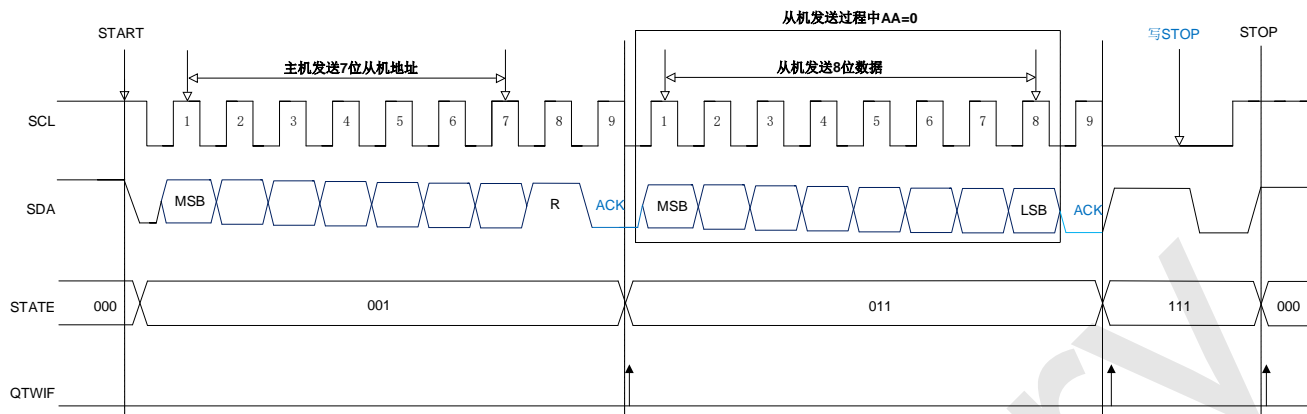 从机发送过程中AA=0
START
写STOP
STOP
主机发送7位从机地址
从机发送8位数据
SCL 1 2 3 4 5 6 7 8 9 1 2 3 4 5 6 7 8 9
SDA MSB R ACK MSB LSB ACK
STATE 000 001 011 111 000
QTWIF